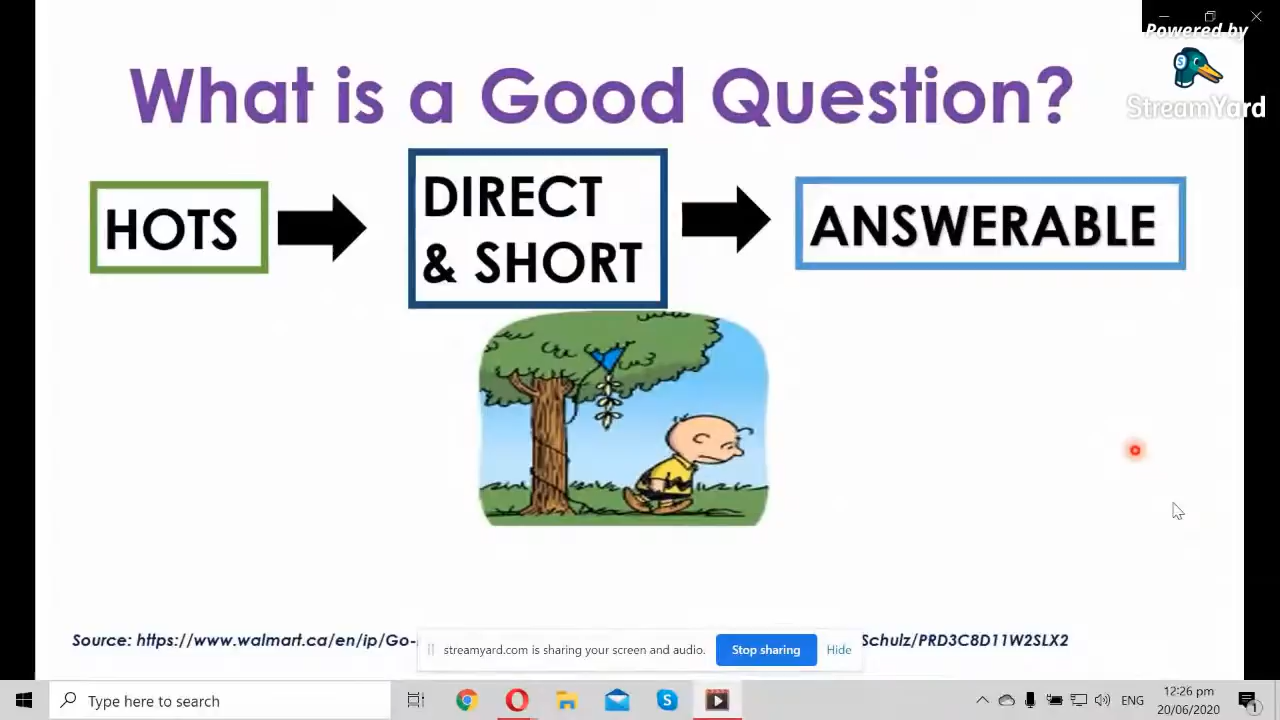 Powered by
StreamYard
What is a Good Question?
HOTS
DIRECT
& SHORT
ANSWERABLE
Source: https://www.walmart.ca/en/ip/Go- Schulz/PRD3C8D11W2SLX2
streamyard.com is sharing your screen and audio. Stop sharing Hide
Type here to search
ENG
12:26 pm
20/06/2020
1